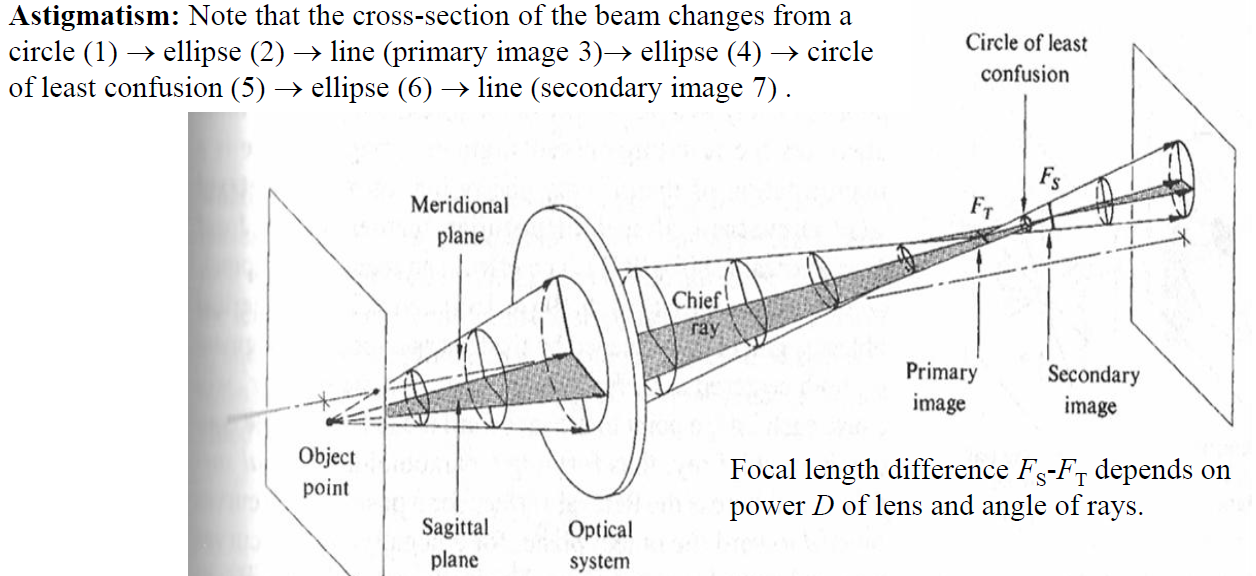 Astigmatism: Note that the cross-section of the beam changes from a
circle (1) → ellipse (2) → line (primary image 3)→ ellipse (4) → circle
of least confusion (5) → ellipse (6) → line (secondary image 7) .
Circle of least
confusion
Meridional
plane
F_S
F_T
Chief
ray
Primary
image
Secondary
image
Object
point
Sagittal
plane
Optical
system
Focal length difference F_S-F_T depends on
power D of lens and angle of rays.